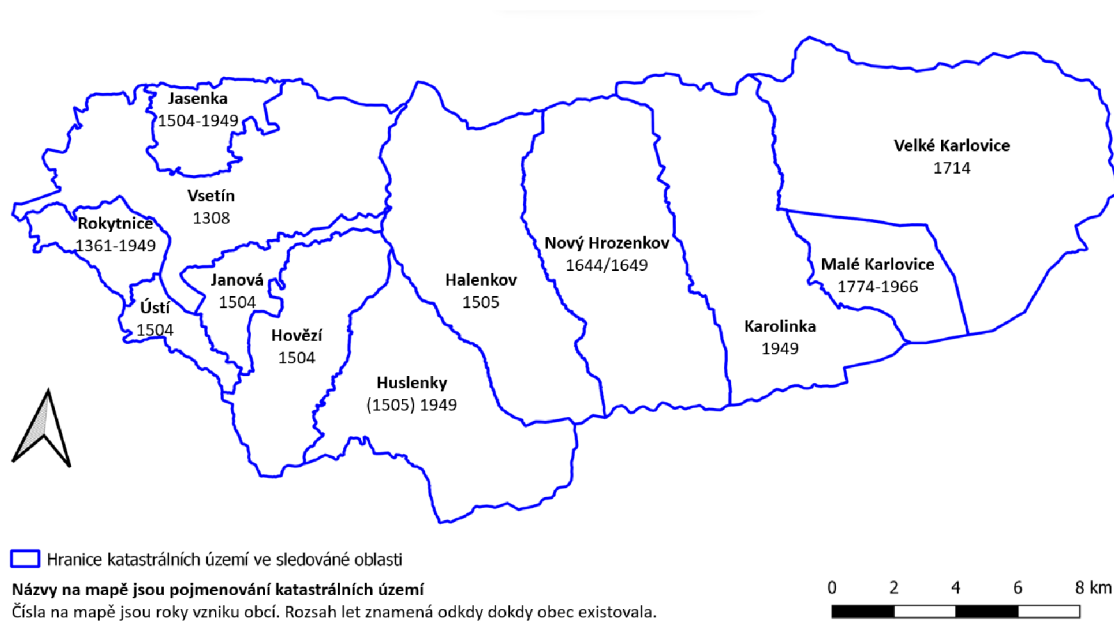 Jasenka
1504-1949
Velké Karlovice
1714
Vsetín
1308
Rokytnice
1361-1949
Nový Hrozenkov
1644/1649
Malé Karlovice
1774-1966
Janová
1504
Halenkov
1505
Ústí
1504
Hovězí
1504
Karolinka
1949
Huslenky
(1505) 1949
Hranice katastrálních území ve sledováné oblasti
Názvy na mapě jsou pojmenování katastrálních území
Čísla na mapě jsou roky vzniku obcí. Rozsah let znamená odkdy dokdy obec existovala.
0 2 4 6 8 km